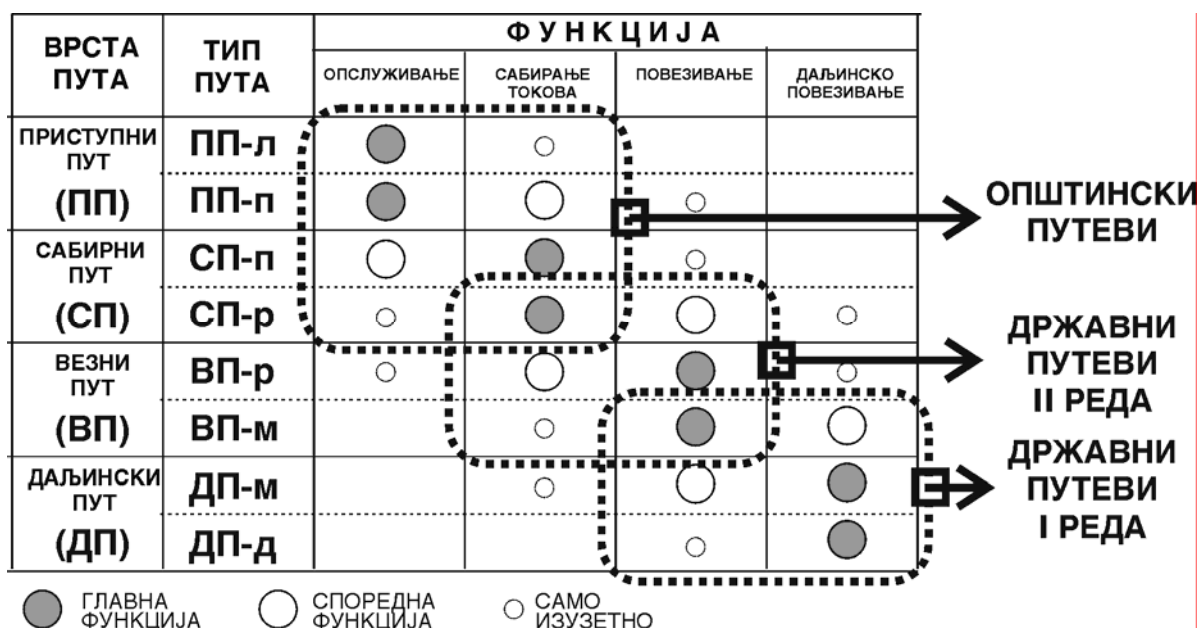 ВРСТА
ПУТА
ТИП
ПУТА
ФУНКЦИЈА
ОПСЛУЖИВАЊЕ
САБИРАЊЕ
ТОКОВА
ПОВЕЗИВАЊЕ
ДАЉИНСКО
ПОВЕЗИВАЊЕ
ПРИСТУПНИ
ПУТ
(ПП)
ПП-л
ПП-п
САБИРНИ
ПУТ
(СП)
СП-п
СП-р
ВЕЗНИ
ПУТ
(ВП)
ВП-р
ВП-м
ДАЉИНСКИ
ПУТ
(ДП)
ДП-м
ДП-д
ОПШТИНСКИ
ПУТЕВИ
ДРЖАВНИ
ПУТЕВИ
II РЕДА
ДРЖАВНИ
ПУТЕВИ
I РЕДА
ГЛАВНА
ФУНКЦИЈА
СПОРЕДНА
ФУНКЦИЈА
САМО
ИЗУЗЕТНО